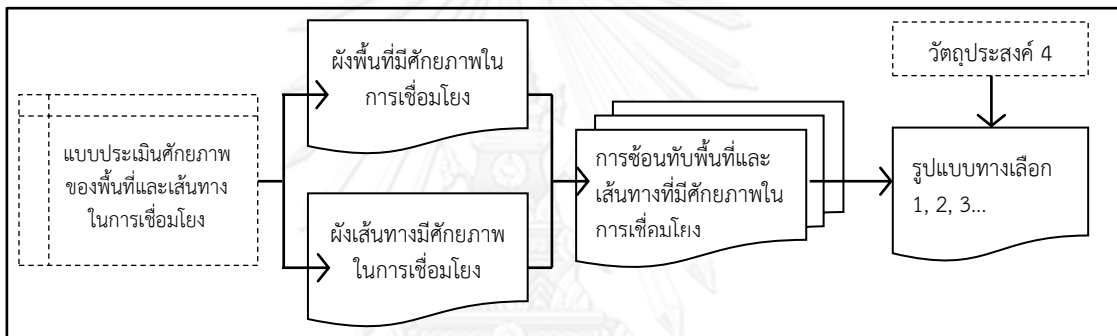 แบบประเมินศักยภาพ
ของพื้นที่และเส้นทาง
ในการเชื่อมโยง
ผังพื้นที่มีศักยภาพใน
การเชื่อมโยง
ผังเส้นทางมีศักยภาพ
ในการเชื่อมโยง
การซ้อนทับพื้นที่และ
เส้นทางที่มีศักยภาพใน
การเชื่อมโยง
วัตถุประสงค์ 4
รูปแบบทางเลือก
1, 2, 3...